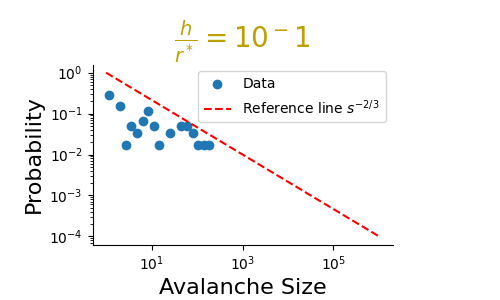 $\frac{h}{r^*} = 10^-1$
Data
Reference line $s^{-2/3}$
Probability
$10^0$
$10^{-1}$
$10^{-2}$
$10^{-3}$
$10^{-4}$
$10^1$ $10^3$ $10^5$
Avalanche Size